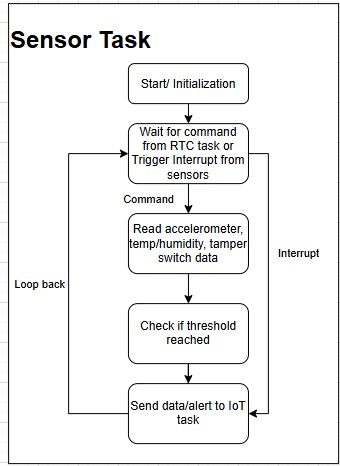 Sensor Task
Start/ Initialization
Wait for command
from RTC task or
Trigger Interrupt from
sensors
Command
Read accelerometer,
temp/humidity, tamper
switch data
Interrupt
Loop back
Check if threshold
reached
Send data/alert to IoT
task